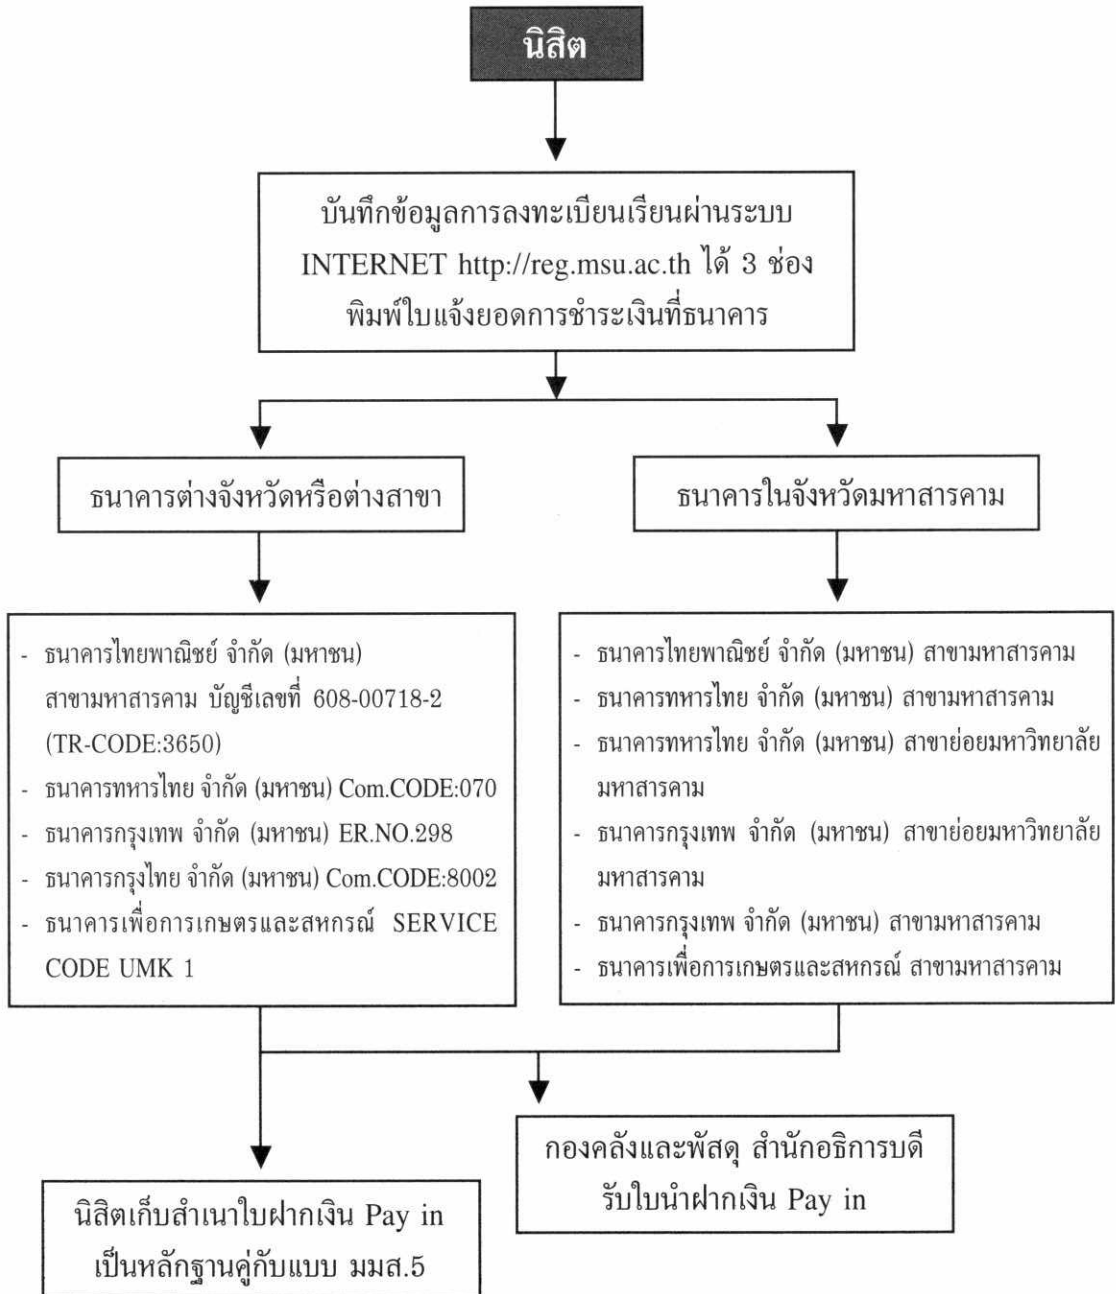 นิสิต
บันทึกข้อมูลการลงทะเบียนเรียนผ่านระบบ
INTERNET http://reg.msu.ac.th ได้ 3 ช่อง
พิมพ์ใบแจ้งยอดการชำระเงินที่ธนาคาร
ธนาคารต่างจังหวัดหรือต่างสาขา
ธนาคารในจังหวัดมหาสารคาม
- ธนาคารไทยพาณิชย์ จำกัด (มหาชน)
สาขามหาสารคาม บัญชีเลขที่ 608-00718-2
(TR-CODE:3650)
- ธนาคารทหารไทย จำกัด (มหาชน) Com.CODE:070
- ธนาคารกรุงเทพ จำกัด (มหาชน) ER.NO.298
- ธนาคารกรุงไทย จำกัด (มหาชน) Com.CODE:8002
- ธนาคารเพื่อการเกษตรและสหกรณ์ SERVICE
CODE UMK 1
- ธนาคารไทยพาณิชย์ จำกัด (มหาชน) สาขามหาสารคาม
- ธนาคารทหารไทย จำกัด (มหาชน) สาขามหาสารคาม
- ธนาคารทหารไทย จำกัด (มหาชน) สาขาย่อยมหาวิทยาลัย
มหาสารคาม
- ธนาคารกรุงเทพ จำกัด (มหาชน) สาขาย่อยมหาวิทยาลัย
มหาสารคาม
- ธนาคารกรุงเทพ จำกัด (มหาชน) สาขามหาสารคาม
- ธนาคารเพื่อการเกษตรและสหกรณ์ สาขามหาสารคาม
กองคลังและพัสดุ สำนักอธิการบดี
รับใบนำฝากเงิน Pay in
นิสิตเก็บสำเนาใบฝากเงิน Pay in
เป็นหลักฐานคู่กับแบบ มมส.5